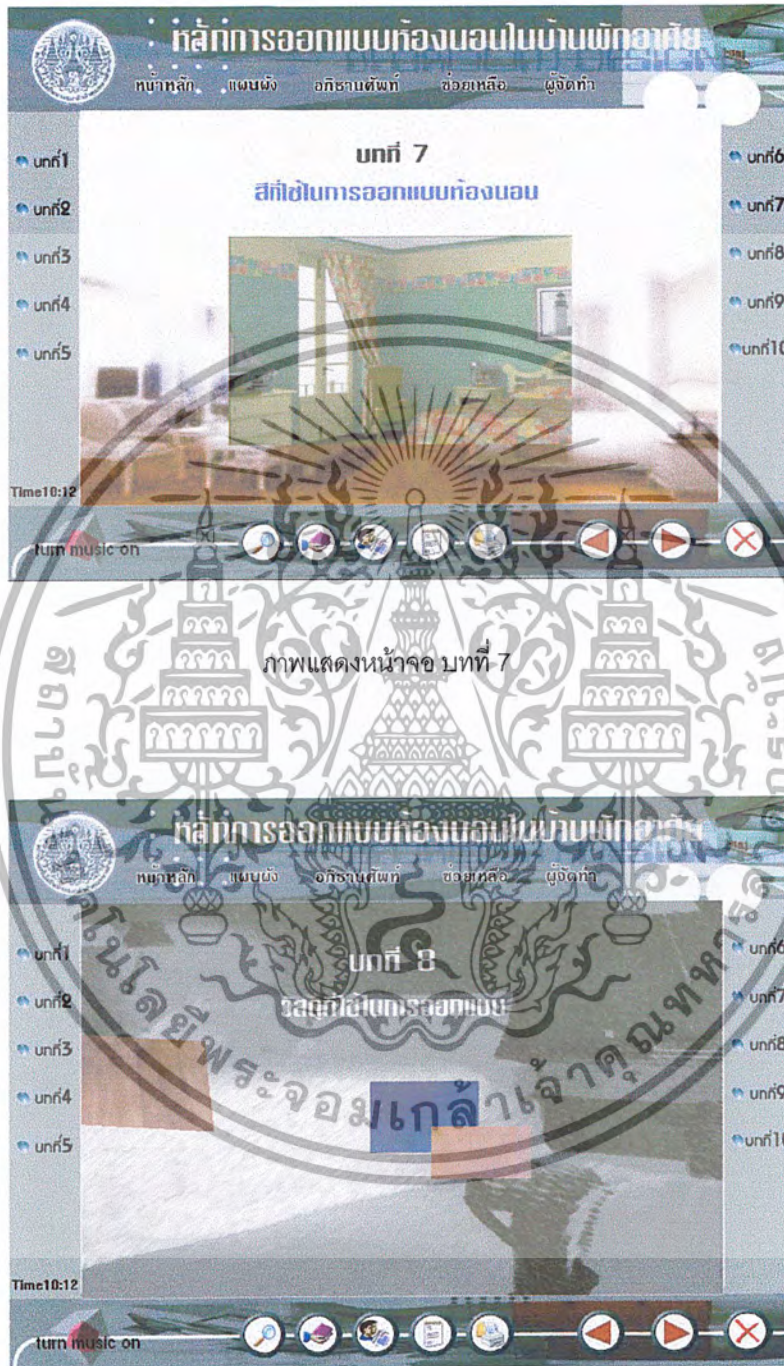 หลักการออกแบบห้องนอนในบ้านพักอาศัย
หน้าหลัก แผนผัง อภิธานศัพท์ ช่วยเหลือ ผู้จัดทำ
บทที่1
บทที่2
บทที่3
บทที่4
บทที่5
บทที่ 7
สีที่ใช้ในการออกแบบห้องนอน
บทที่6
บทที่7
บทที่8
บทที่9
บทที่10
Time10:12
turn music on
ภาพแสดงหน้าจอ บทที่ 7
หลักการออกแบบห้องนอนในบ้านพักอาศัย
หน้าหลัก แผนผัง อภิธานศัพท์ ช่วยเหลือ ผู้จัดทำ
บทที่1
บทที่2
บทที่3
บทที่4
บทที่5
บทที่ 8
วัสดุที่ใช้ในการออกแบบ
บทที่6
บทที่7
บทที่8
บทที่9
บทที่10
Time10:12
turn music on